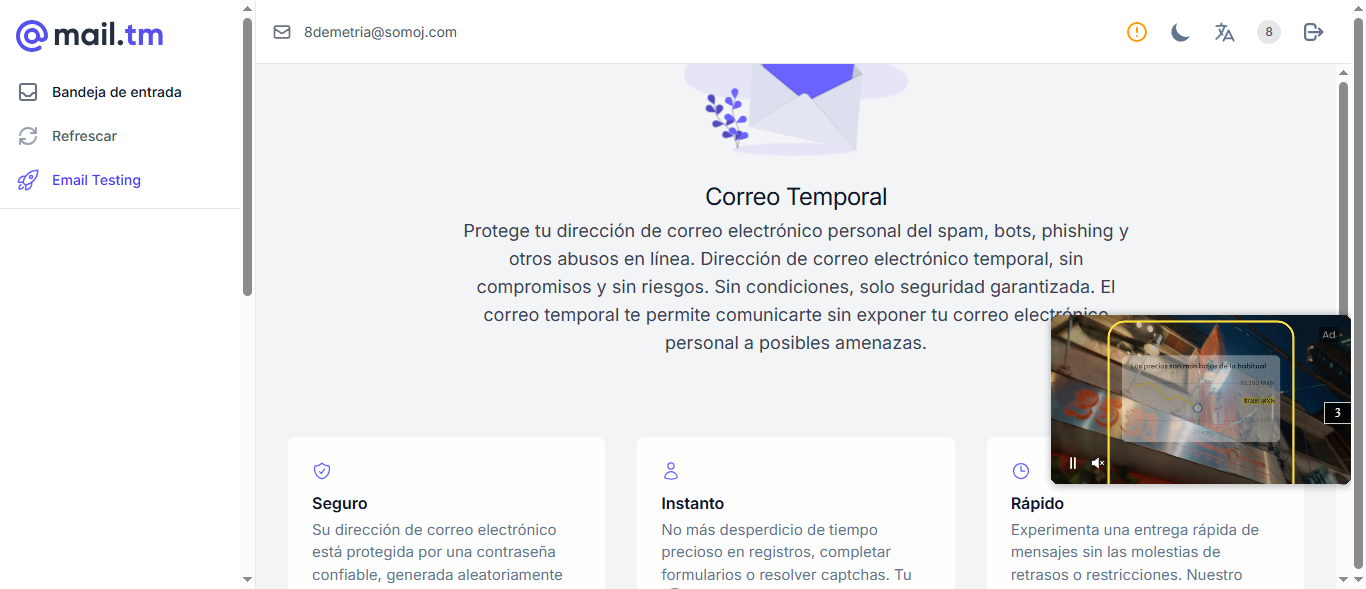 @mail.tm
8demetria@somoj.com
8
Bandeja de entrada
Refrescar
Email Testing
Correo Temporal
Protege tu dirección de correo electrónico personal del spam, bots, phishing y
otros abusos en línea. Dirección de correo electrónico temporal, sin
compromisos y sin riesgos. Sin condiciones, solo seguridad garantizada. El
correo temporal te permite comunicarte sin exponer tu correo electrónico
personal a posibles amenazas.
Ad
Los precios son más bajos de lo habitual
$7,681 MXN
3
Seguro
Su dirección de correo electrónico
está protegida por una contraseña
confiable, generada aleatoriamente
Instanto
No más desperdicio de tiempo
precioso en registros, completar
formularios o resolver captchas. Tu
Rápido
Experimenta una entrega rápida de
mensajes sin las molestias de
retrasos o restricciones. Nuestro